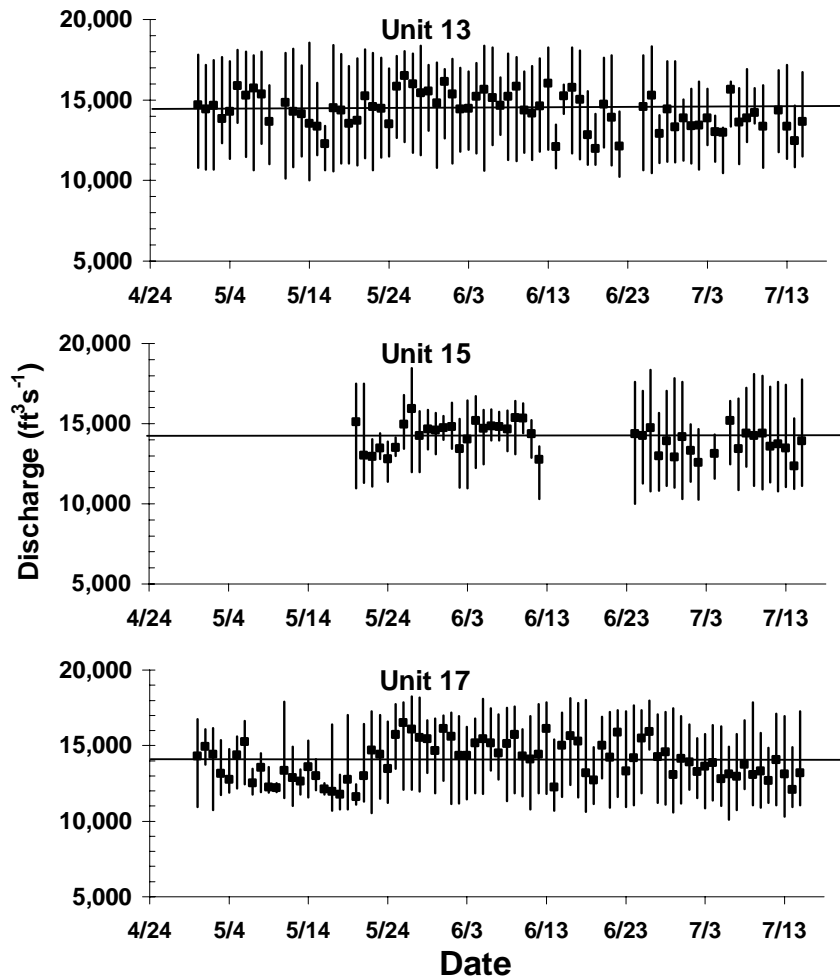 Unit 13
20,000
15,000
10,000
5,000
4/24 5/4 5/14 5/24 6/3 6/13 6/23 7/3 7/13
Unit 15
20,000
15,000
10,000
5,000
4/24 5/4 5/14 5/24 6/3 6/13 6/23 7/3 7/13
Discharge (ft³s⁻¹)
Unit 17
20,000
15,000
10,000
5,000
4/24 5/4 5/14 5/24 6/3 6/13 6/23 7/3 7/13
Date